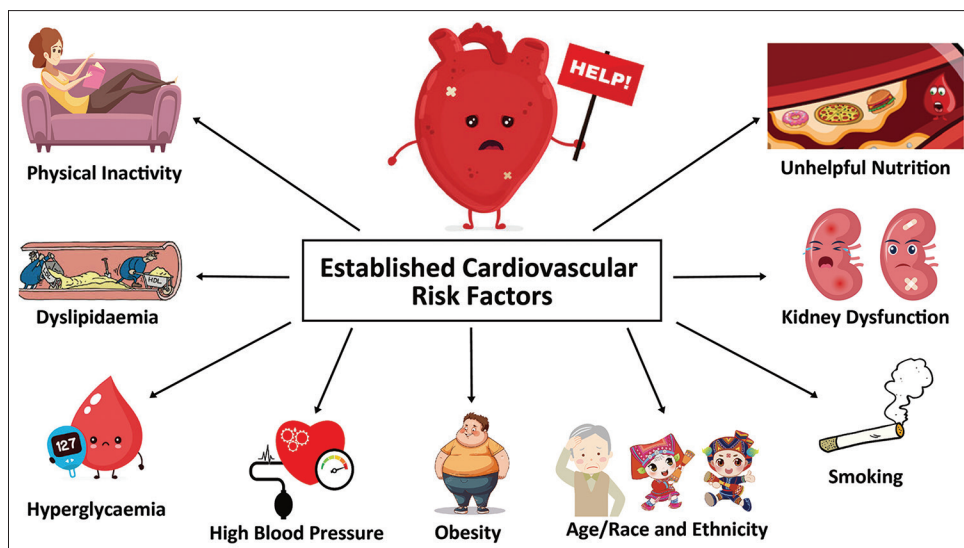 HELP!
Physical Inactivity
Unhelpful Nutrition
Established Cardiovascular
Risk Factors
HDL
Dyslipidaemia
Kidney Dysfunction
127
Hyperglycaemia
High Blood Pressure
Obesity
Age/Race and Ethnicity
Smoking